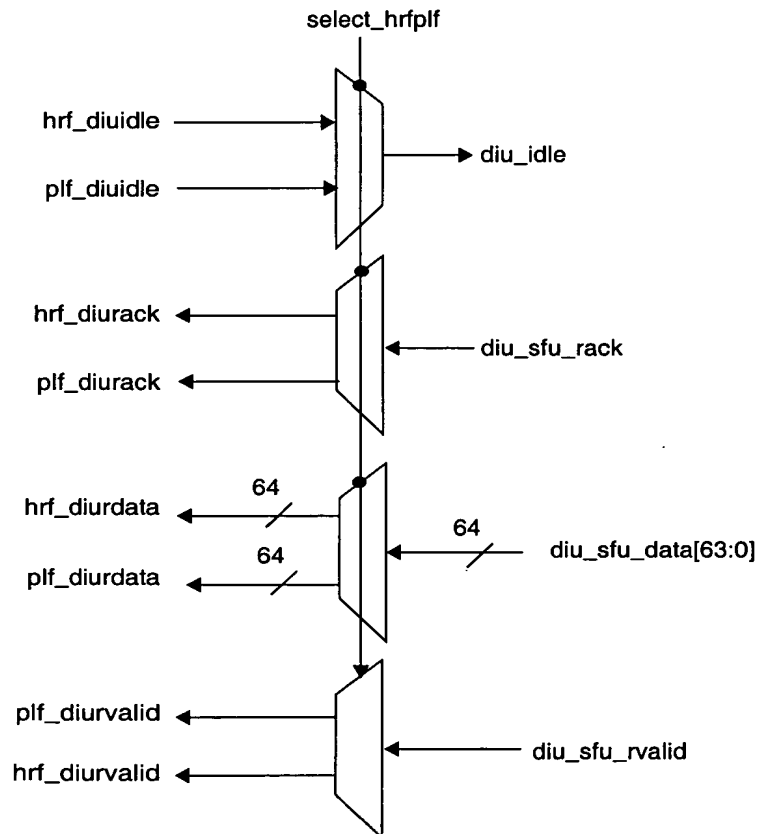 select_hrfplf
hrf_diuidle
diu_idle
plf_diuidle
hrf_diurack
diu_sfu_rack
plf_diurack
64
hrf_diurdata
64
diu_sfu_data[63:0]
64
plf_diurdata
plf_diurvalid
diu_sfu_rvalid
hrf_diurvalid